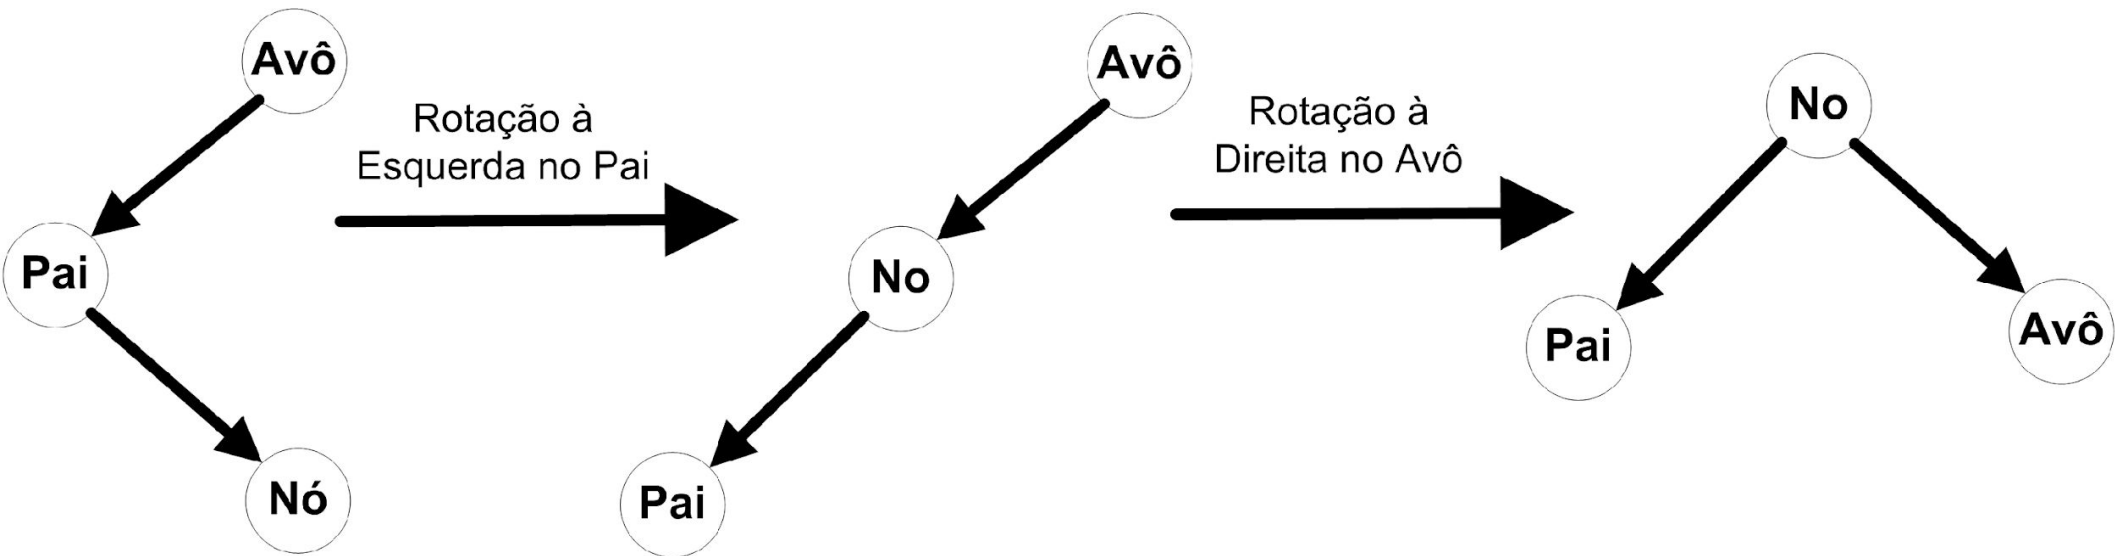 Avô
Pai
Nó
Rotação à
Esquerda no Pai
Avô
No
Pai
Rotação à
Direita no Avô
No
Pai
Avô